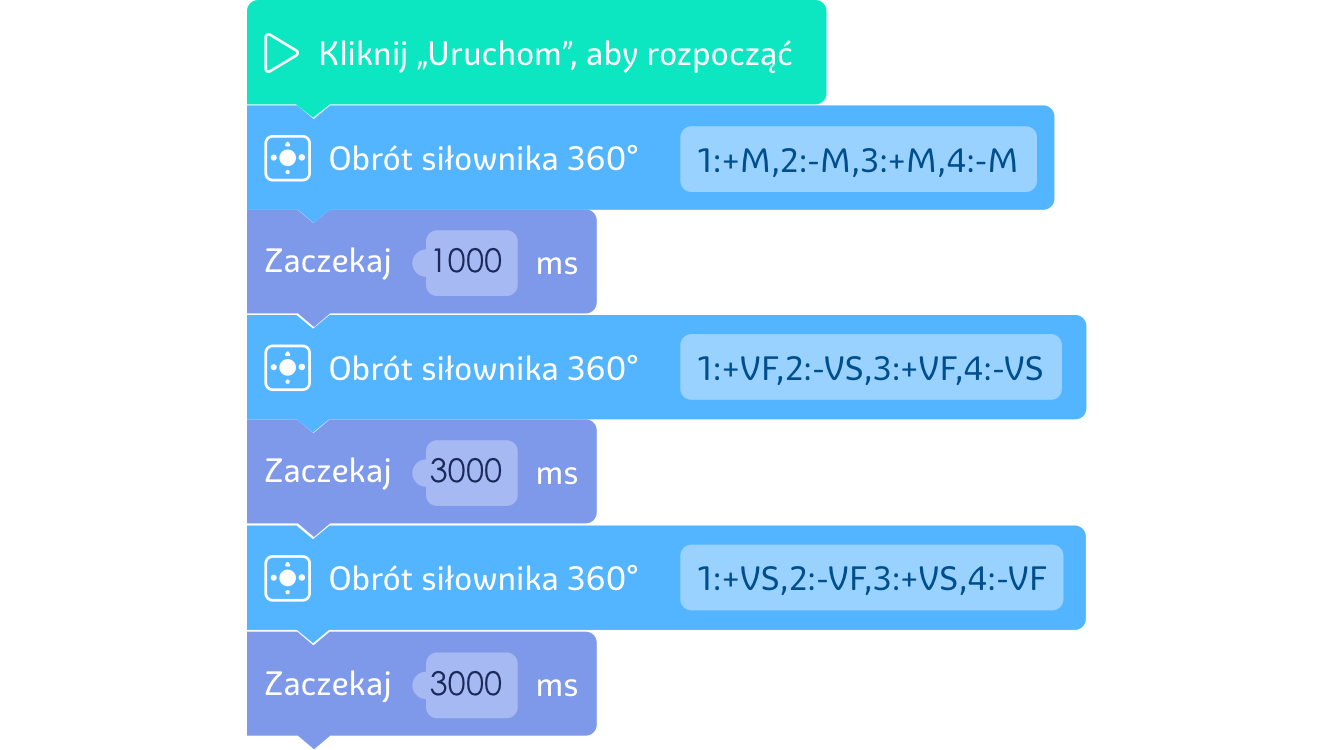 Kliknij „Uruchom”, aby rozpocząć
Obrót siłownika 360° 1:+M,2:-M,3:+M,4:-M
Zaczekaj 1000 ms
Obrót siłownika 360° 1:+VF,2:-VS,3:+VF,4:-VS
Zaczekaj 3000 ms
Obrót siłownika 360° 1:+VS,2:-VF,3:+VS,4:-VF
Zaczekaj 3000 ms